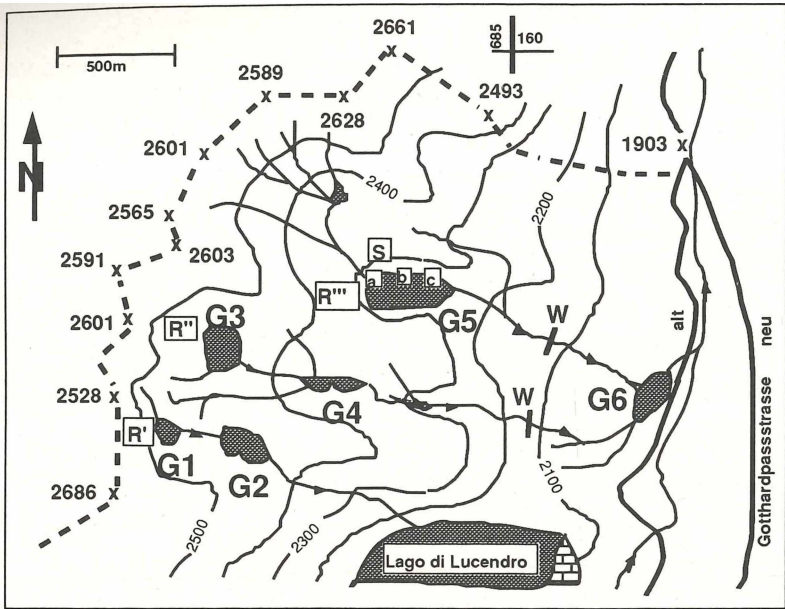 2661
685
160
500m
2589
2493
2628
1903
N
2601
2400
2200
2565
S
2591
2603
a b c
R'''
R''
G3
G5
W
alt
neu
2601
2528
G4
W
G6
R'
G1
G2
2686
2500
2300
2100
Lago di Lucendro
Gotthardpassstrasse